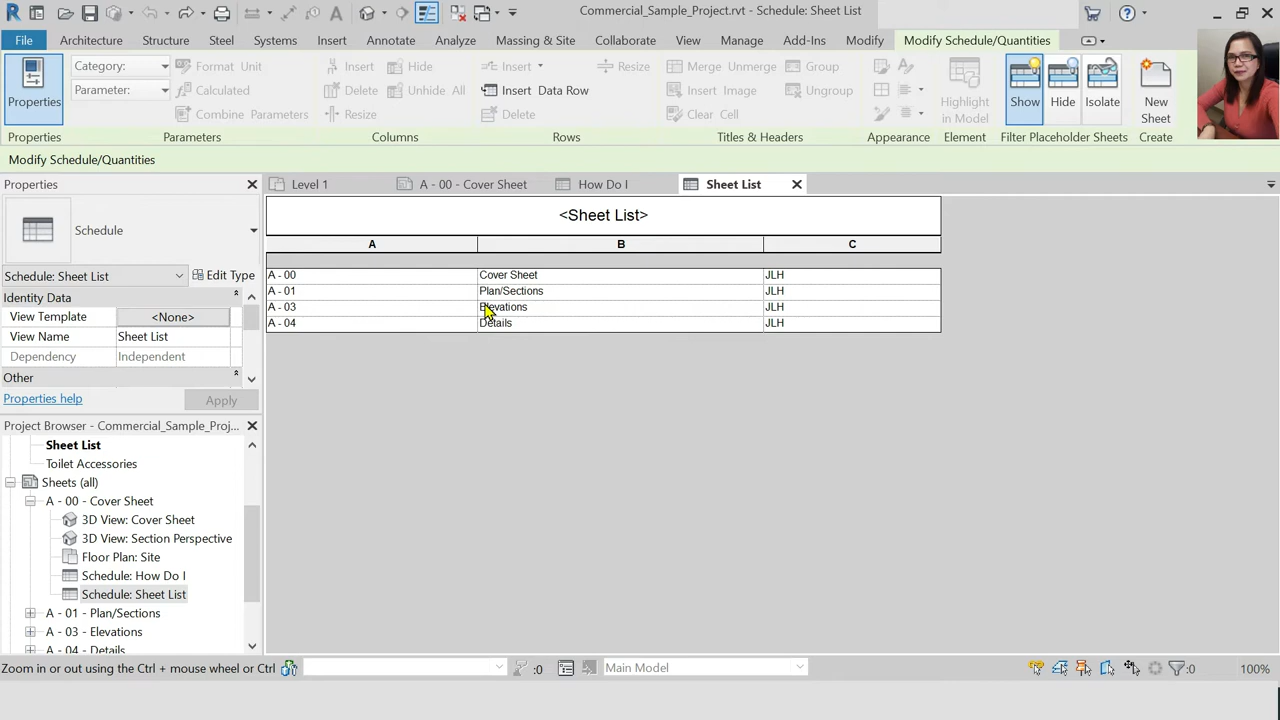 Commercial_Sample_Project.rvt - Schedule: Sheet List
File Architecture Structure Steel Systems Insert Annotate Analyze Massing & Site Collaborate View Manage Add-Ins Modify Modify Schedule/Quantities
Category: Format Unit Insert Hide Insert Resize Merge Unmerge Group
Parameter: Calculated Delete Unhide All Insert Data Row Insert Image Ungroup
Combine Parameters Resize Delete Clear Cell
Properties
Highlight in Model
Show Hide Isolate
New Sheet
Properties Parameters Columns Rows Titles & Headers Appearance Element Filter Placeholder Sheets Create
Modify Schedule/Quantities
Properties
Level 1 A - 00 - Cover Sheet How Do I Sheet List
<Sheet List>
A B C
A - 00 Cover Sheet JLH
A - 01 Plan/Sections JLH
A - 03 Elevations JLH
A - 04 Details JLH
Schedule
Schedule: Sheet List Edit Type
Identity Data
View Template <None>
View Name Sheet List
Dependency Independent
Other
Properties help Apply
Project Browser - Commercial_Sample_Proj...
Sheet List
Toilet Accessories
Sheets (all)
A - 00 - Cover Sheet
3D View: Cover Sheet
3D View: Section Perspective
Floor Plan: Site
Schedule: How Do I
Schedule: Sheet List
A - 01 - Plan/Sections
A - 03 - Elevations
A - 04 - Details
Zoom in or out using the Ctrl + mouse wheel or Ctrl :0 Main Model :0 100%